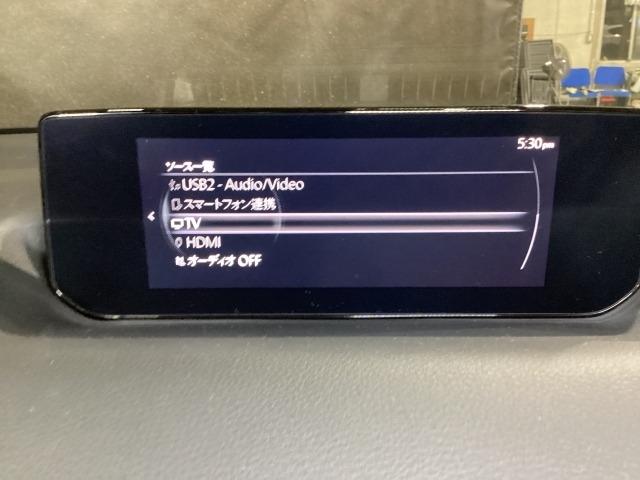 5:30pm
ソース一覧
USB2 - Audio/Video
スマートフォン連携
TV
HDMI
オーディオ OFF